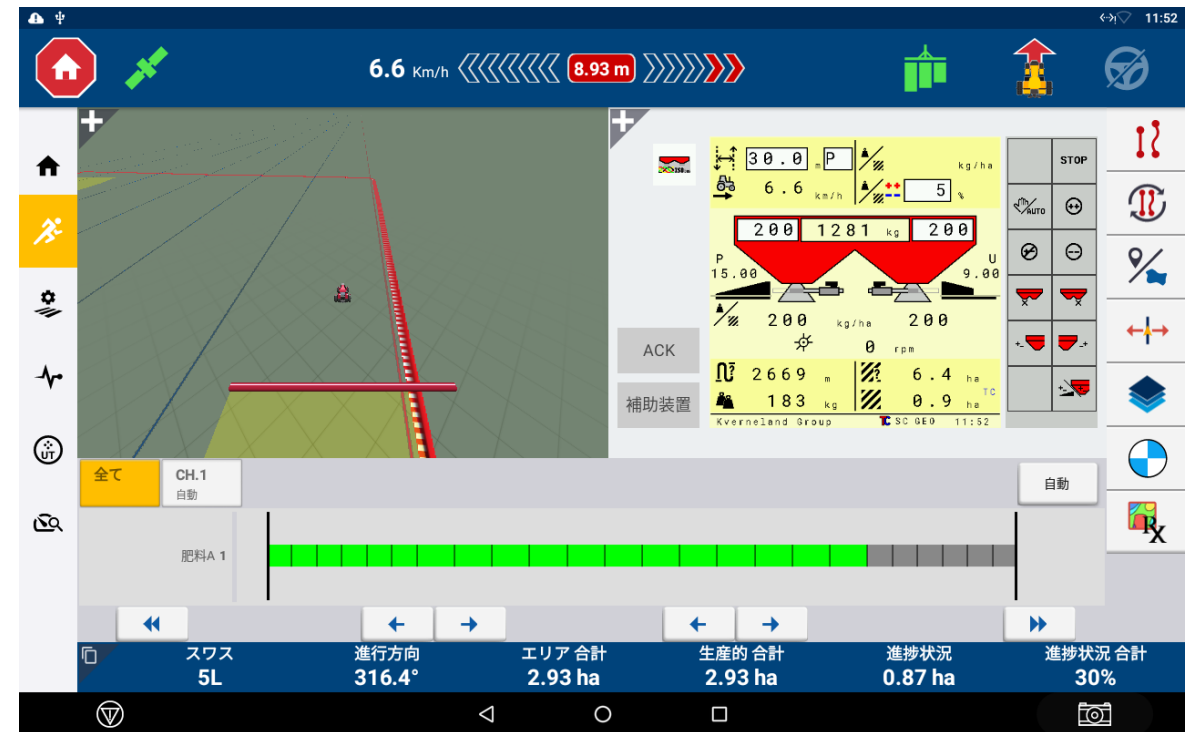 11:52
6.6 Km/h
8.93 m
30.0 m P
kg/ha
6.6 km/h
5 %
200 1281 kg 200
P
15.00
U
9.00
200 kg/ha 200
0 rpm
2669 m
6.4 ha
TC
183 kg
0.9 ha
Kverneland Group
TC SC GEO 11:52
ISO
STOP
AUTO
ACK
補助装置
UT
RX
全て
CH.1
自動
自動
肥料A 1
スワス
5L
進行方向
316.4°
エリア 合計
2.93 ha
生産的 合計
2.93 ha
進捗状況
0.87 ha
進捗状況 合計
30%